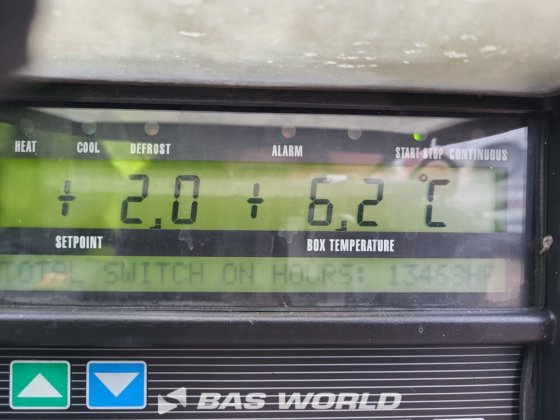 HEAT COOL DEFROST ALARM START-STOP CONTINUOUS
+ 2,0 + 6,2 °C
SETPOINT BOX TEMPERATURE
TOTAL SWITCH ON HOURS: 13468HR
BAS WORLD